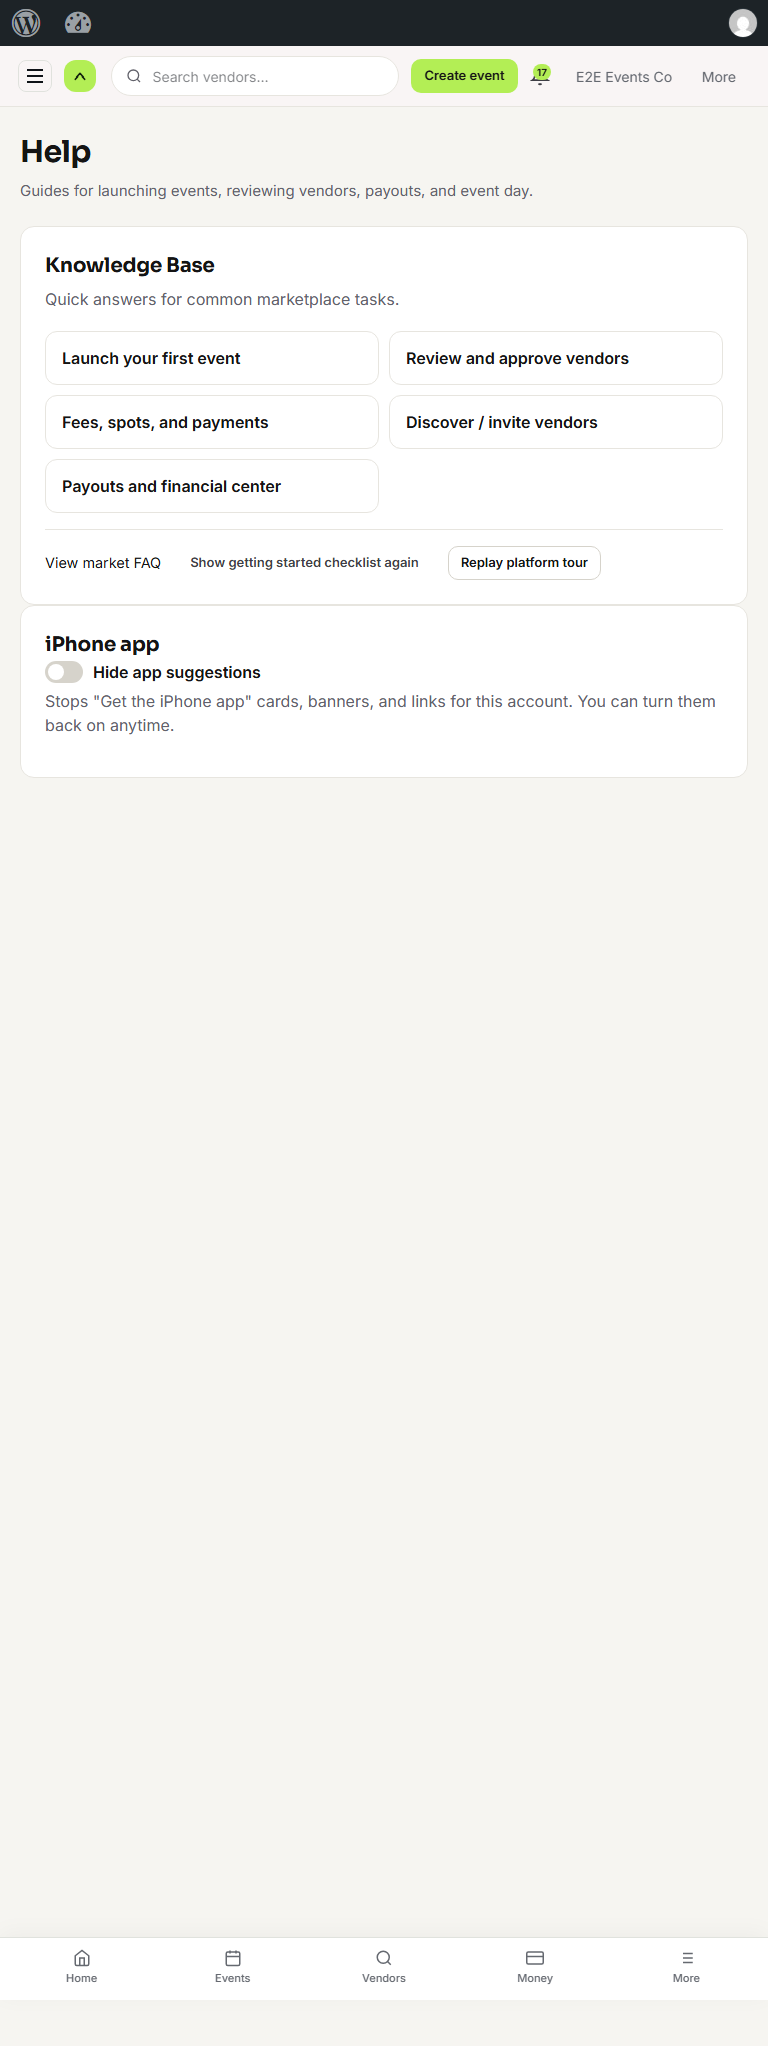 Search vendors...
Create event
17
E2E Events Co
More
Help
Guides for launching events, reviewing vendors, payouts, and event day.
Knowledge Base
Quick answers for common marketplace tasks.
Launch your first event
Review and approve vendors
Fees, spots, and payments
Discover / invite vendors
Payouts and financial center
View market FAQ
Show getting started checklist again
Replay platform tour
iPhone app
Hide app suggestions
Stops "Get the iPhone app" cards, banners, and links for this account. You can turn them
back on anytime.
Home
Events
Vendors
Money
More